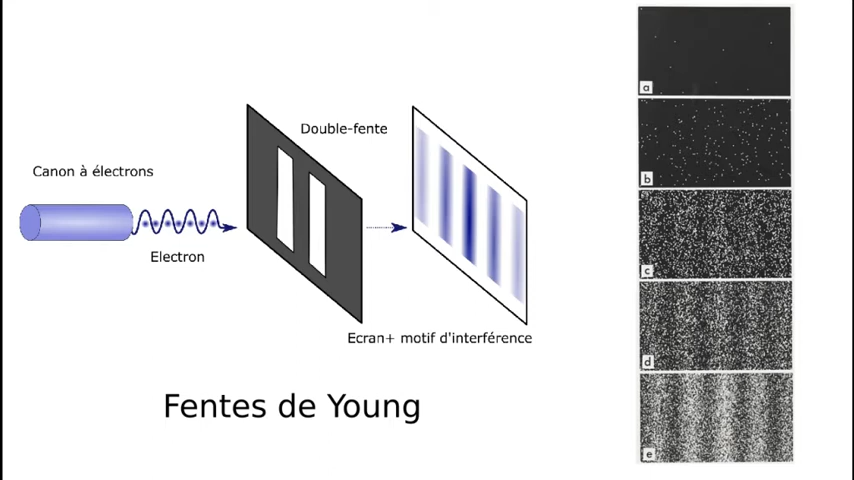 Double-fente
Canon à électrons
Electron
Ecran+ motif d'interférence
Fentes de Young
a
b
c
d
e